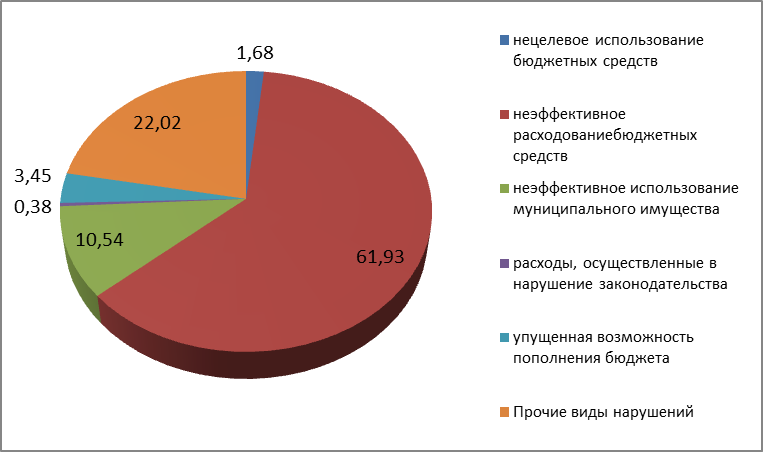 1,68
22,02
3,45
0,38
10,54
61,93
нецелевое использование
бюджетных средств
неэффективное
расходованиебюджетных
средств
неэффективное использование
муниципального имущества
расходы, осуществленные в
нарушение законодательства
упущенная возможность
пополнения бюджета
Прочие виды нарушений